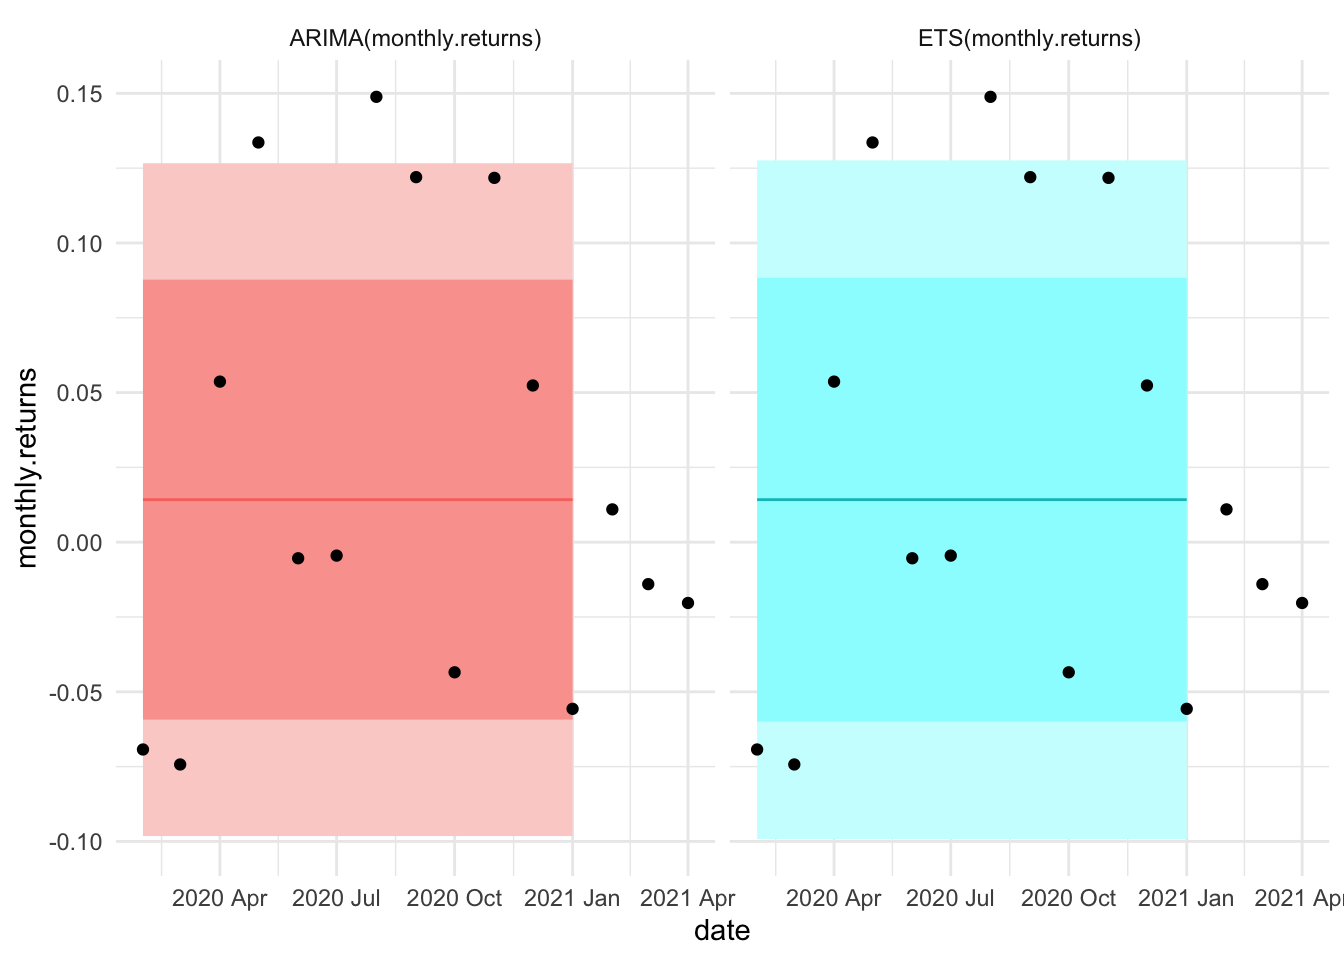 ARIMA(monthly.returns)
ETS(monthly.returns)
0.15
0.10
0.05
0.00
-0.05
-0.10
monthly.returns
2020 Apr
2020 Jul
2020 Oct
2021 Jan
2021 Apr
2020 Apr
2020 Jul
2020 Oct
2021 Jan
2021 Apr
date